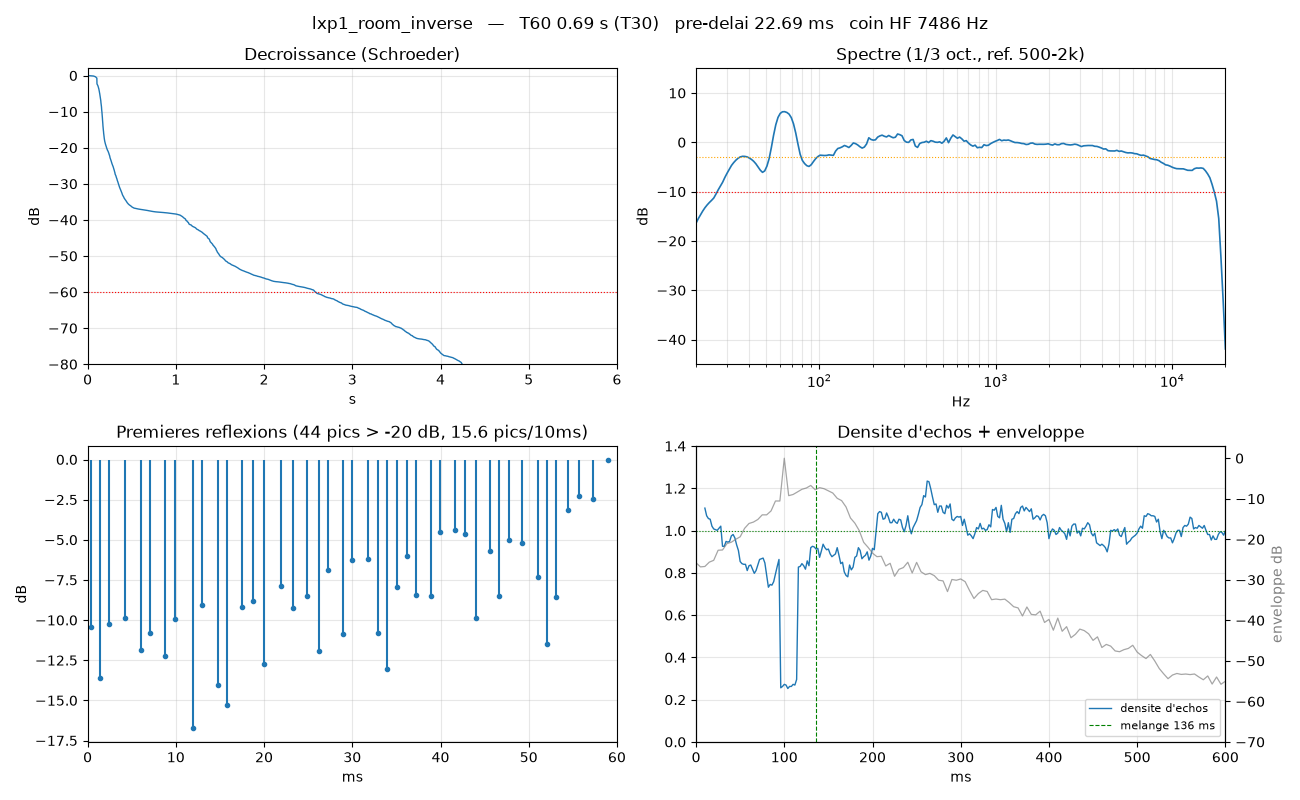 lxp1_room_inverse — T60 0.69 s (T30) pre-delai 22.69 ms coin HF 7486 Hz
Decroissance (Schroeder)
0
−10
−20
−30
−40
−50
−60
−70
−80
dB
0 1 2 3 4 5 6
s
Spectre (1/3 oct., ref. 500-2k)
10
0
−10
−20
−30
−40
dB
10² 10³ 10⁴
Hz
Premieres reflexions (44 pics > -20 dB, 15.6 pics/10ms)
0.0
−2.5
−5.0
−7.5
−10.0
−12.5
−15.0
−17.5
dB
0 10 20 30 40 50 60
ms
Densite d'echos + enveloppe
1.4
1.2
1.0
0.8
0.6
0.4
0.2
0.0
0
−10
−20
−30
−40
−50
−60
−70
enveloppe dB
densite d'echos
melange 136 ms
0 100 200 300 400 500 600
ms